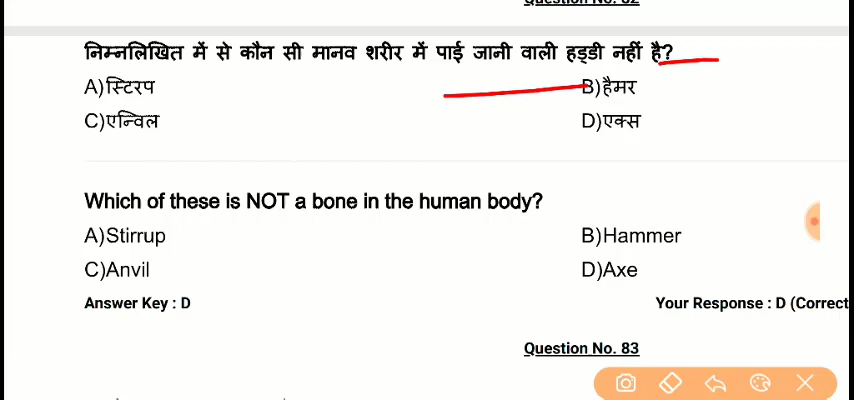 Question No. 82
निम्नलिखित में से कौन सी मानव शरीर में पाई जानी वाली हड्डी नहीं है?
A)स्टिरप B)हैमर
C)एन्विल D)एक्स
Which of these is NOT a bone in the human body?
A)Stirrup B)Hammer
C)Anvil D)Axe
Answer Key : D Your Response : D (Correct
Question No. 83